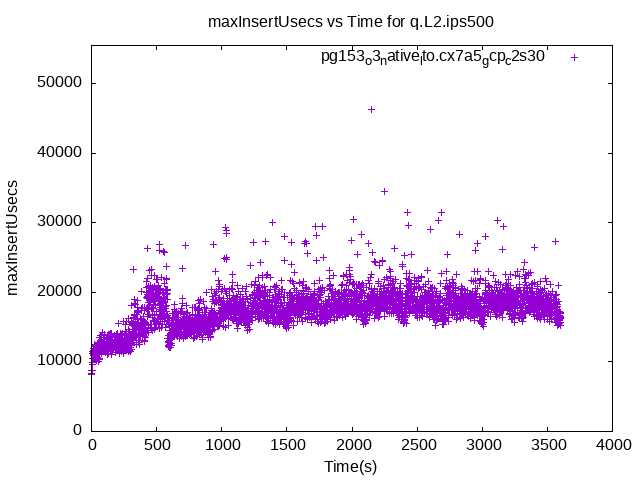 maxInsertUsecs vs Time for q.L2.ips500
pg153_o3_native_lto.cx7a5_gcp_c2s30
maxInsertUsecs
50000
40000
30000
20000
10000
0
0 500 1000 1500 2000 2500 3000 3500 4000
Time(s)